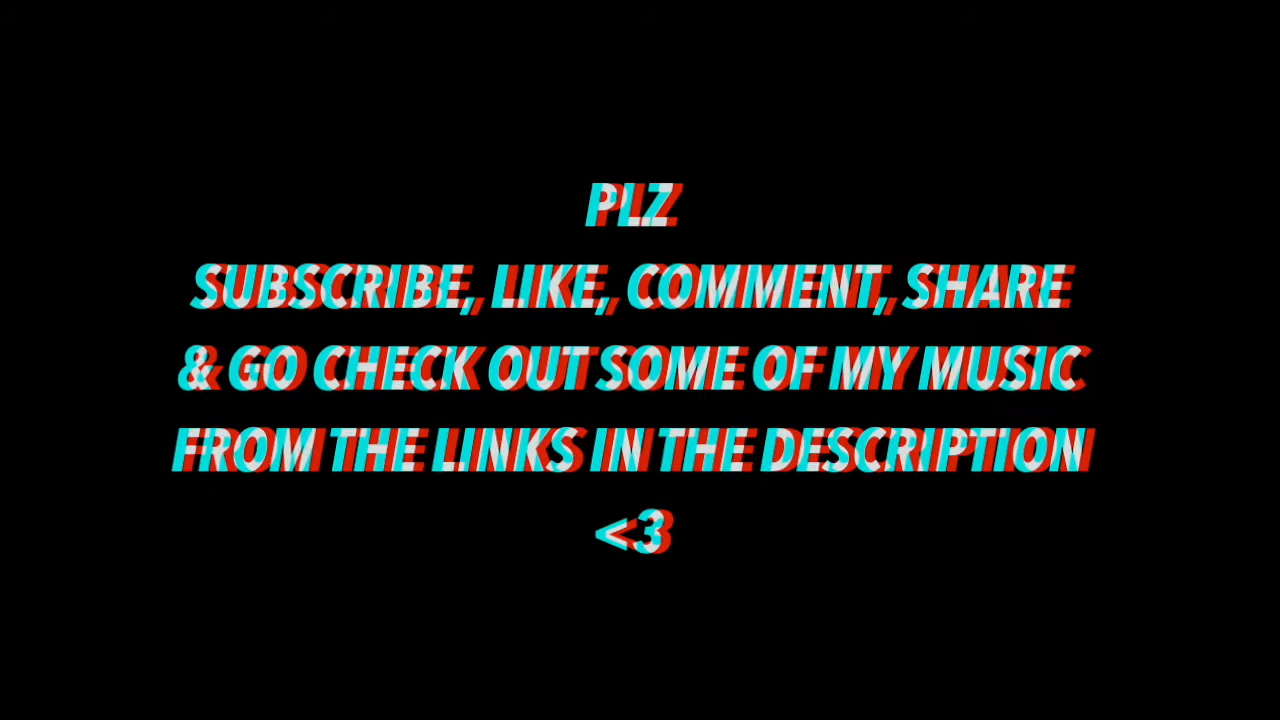 PLZ
SUBSCRIBE, LIKE, COMMENT, SHARE
& GO CHECK OUT SOME OF MY MUSIC
FROM THE LINKS IN THE DESCRIPTION
<3